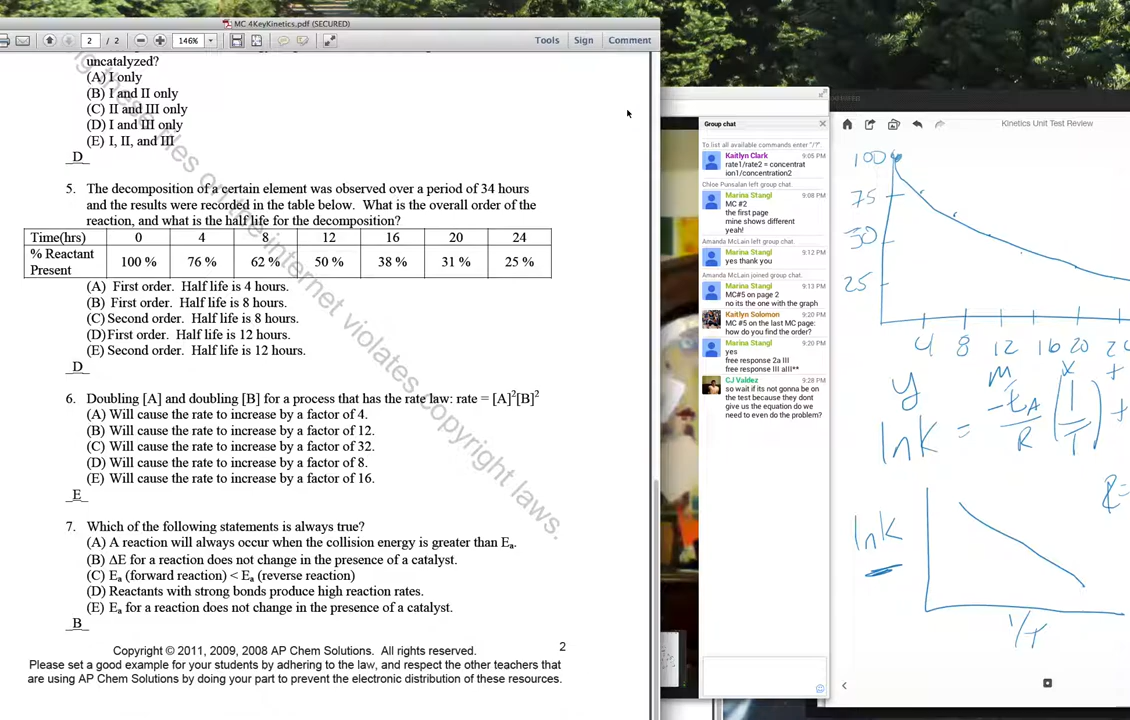 MC 4KeyKinetics.pdf (SECURED)
2 / 2 146% Tools Sign Comment
uncatalyzed?
(A) I only
(B) I and II only
(C) II and III only
(D) I and III only
(E) I, II, and III
D
5. The decomposition of a certain element was observed over a period of 34 hours
and the results were recorded in the table below. What is the overall order of the
reaction, and what is the half life for the decomposition?
Time(hrs) 0 4 8 12 16 20 24
% Reactant
Present 100 % 76 % 62 % 50 % 38 % 31 % 25 %
(A) First order. Half life is 4 hours.
(B) First order. Half life is 8 hours.
(C) Second order. Half life is 8 hours.
(D)First order. Half life is 12 hours.
(E) Second order. Half life is 12 hours.
D
6. Doubling [A] and doubling [B] for a process that has the rate law: rate = [A]²[B]²
(A) Will cause the rate to increase by a factor of 4.
(B) Will cause the rate to increase by a factor of 12.
(C) Will cause the rate to increase by a factor of 32.
(D) Will cause the rate to increase by a factor of 8.
(E) Will cause the rate to increase by a factor of 16.
E
7. Which of the following statements is always true?
(A) A reaction will always occur when the collision energy is greater than Eₐ.
(B) ΔE for a reaction does not change in the presence of a catalyst.
(C) Eₐ (forward reaction) < Eₐ (reverse reaction)
(D) Reactants with strong bonds produce high reaction rates.
(E) Eₐ for a reaction does not change in the presence of a catalyst.
B
Copyright © 2011, 2009, 2008 AP Chem Solutions. All rights reserved. 2
Please set a good example for your students by adhering to the law, and respect the other teachers that
are using AP Chem Solutions by doing your part to prevent the electronic distribution of these resources.
these files on the internet violates copyright laws.
Group chat
To list all available commands enter "/?".
Kaitlyn Clark 9:05 PM
rate1/rate2 = concentrat
ion1/concentration2
Chloe Punsalan left group chat.
Marina Stangl 9:08 PM
MC #2
the first page
mine shows different
yeah!
Amanda McLain left group chat.
Marina Stangl 9:12 PM
yes thank you
Amanda McLain joined group chat.
Marina Stangl 9:13 PM
MC#5 on page 2
no its the one with the graph
Kaitlyn Solomon 9:20 PM
MC #5 on the last MC page:
how do you find the order?
Marina Stangl 9:20 PM
yes
free response 2a III
free response III aIII**
CJ Valdez 9:28 PM
so wait if its not gonna be on
the test because they dont
give us the equation do we
need to even do the problem?
Kinetics Unit Test Review
100
75
30
25
4 8 12 16 20 24
y m x +
lnk = -EA/R (1/T) +
R=
lnk
1/T